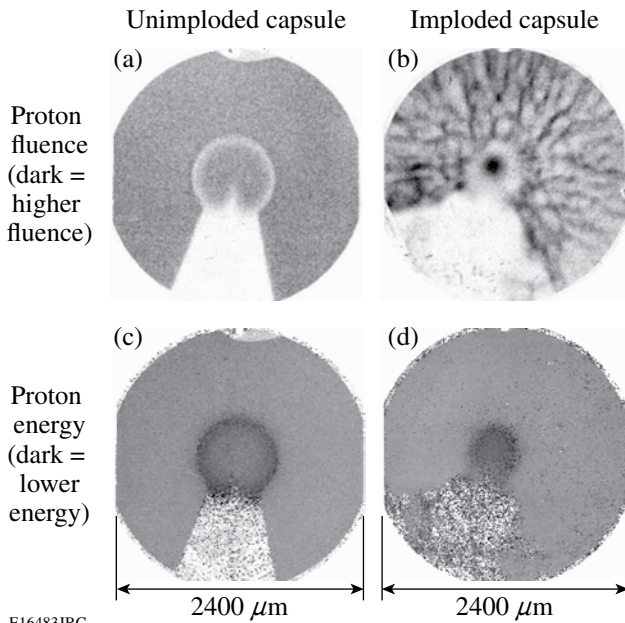 Unimploded capsule
Imploded capsule
(a)
(b)
Proton
fluence
(dark =
higher
fluence)
(c)
(d)
Proton
energy
(dark =
lower
energy)
2400 μm
2400 μm
E16483JRC